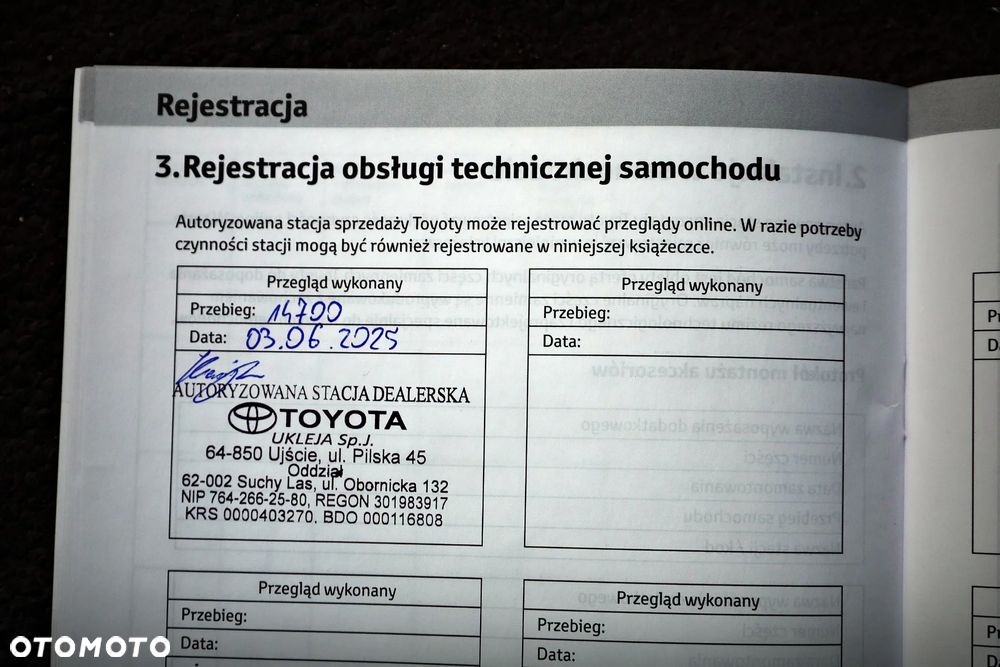 Rejestracja
3. Rejestracja obsługi technicznej samochodu
Autoryzowana stacja sprzedaży Toyoty może rejestrować przeglądy online. W razie potrzeby
czynności stacji mogą być również rejestrowane w niniejszej książeczce.
Przegląd wykonany
Przebieg: 14700
Data: 03.06.2025
AUTORYZOWANA STACJA DEALERSKA
TOYOTA
UKLEJA Sp.J.
64-850 Ujście, ul. Pilska 45
Oddział
62-002 Suchy Las, ul. Obornicka 132
NIP 764-266-25-80, REGON 301983917
KRS 0000403270, BDO 000116808
Przegląd wykonany
Przebieg:
Data:
Przegląd wykonany
Przebieg:
Data:
Przegląd wykonany
Przebieg:
Data:
OTOMOTO